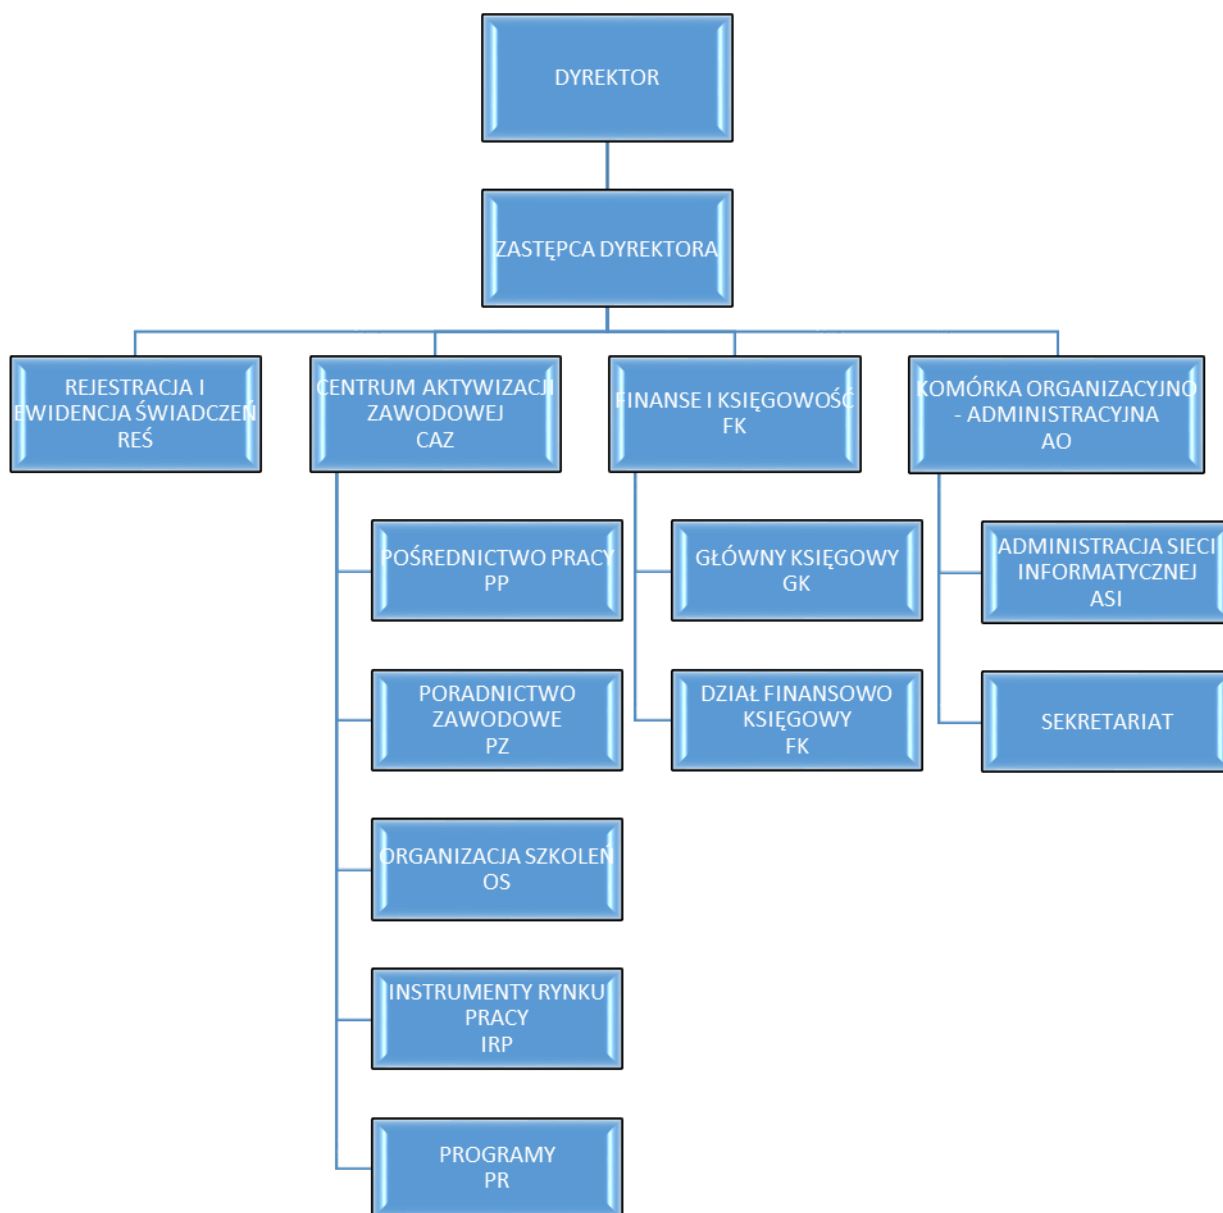 DYREKTOR
ZASTĘPCA DYREKTORA
REJESTRACJA I
EWIDENCJA ŚWIADCZEŃ
REŚ
CENTRUM AKTYWIZACJI
ZAWODOWEJ
CAZ
FINANSE I KSIĘGOWOŚĆ
FK
KOMÓRKA ORGANIZACYJNO
- ADMINISTRACYJNA
AO
POŚREDNICTWO PRACY
PP
PORADNICTWO
ZAWODOWE
PZ
ORGANIZACJA SZKOLEŃ
OS
INSTRUMENTY RYNKU
PRACY
IRP
PROGRAMY
PR
GŁÓWNY KSIĘGOWY
GK
DZIAŁ FINANSOWO
KSIĘGOWY
FK
ADMINISTRACJA SIECI
INFORMATYCZNEJ
ASI
SEKRETARIAT